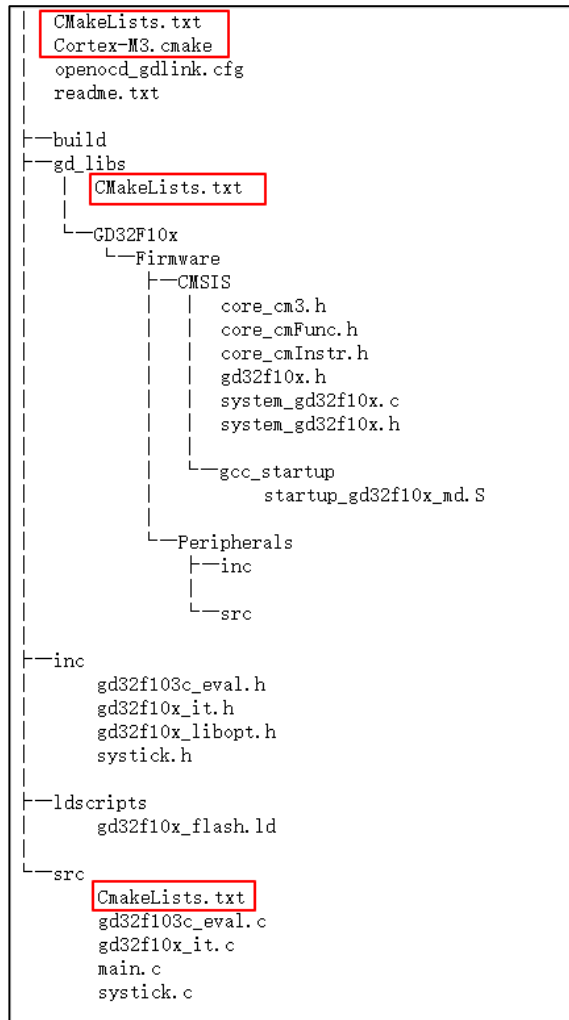 CMakeLists.txt
Cortex-M3.cmake
openocd_gdlink.cfg
readme.txt
build
gd_libs
CMakeLists.txt
GD32F10x
Firmware
CMSIS
core_cm3.h
core_cmFunc.h
core_cmInstr.h
gd32f10x.h
system_gd32f10x.c
system_gd32f10x.h
gcc_startup
startup_gd32f10x_md.S
Peripherals
inc
src
inc
gd32f103c_eval.h
gd32f10x_it.h
gd32f10x_libopt.h
systick.h
ldscripts
gd32f10x_flash.ld
src
CmakeLists.txt
gd32f103c_eval.c
gd32f10x_it.c
main.c
systick.c